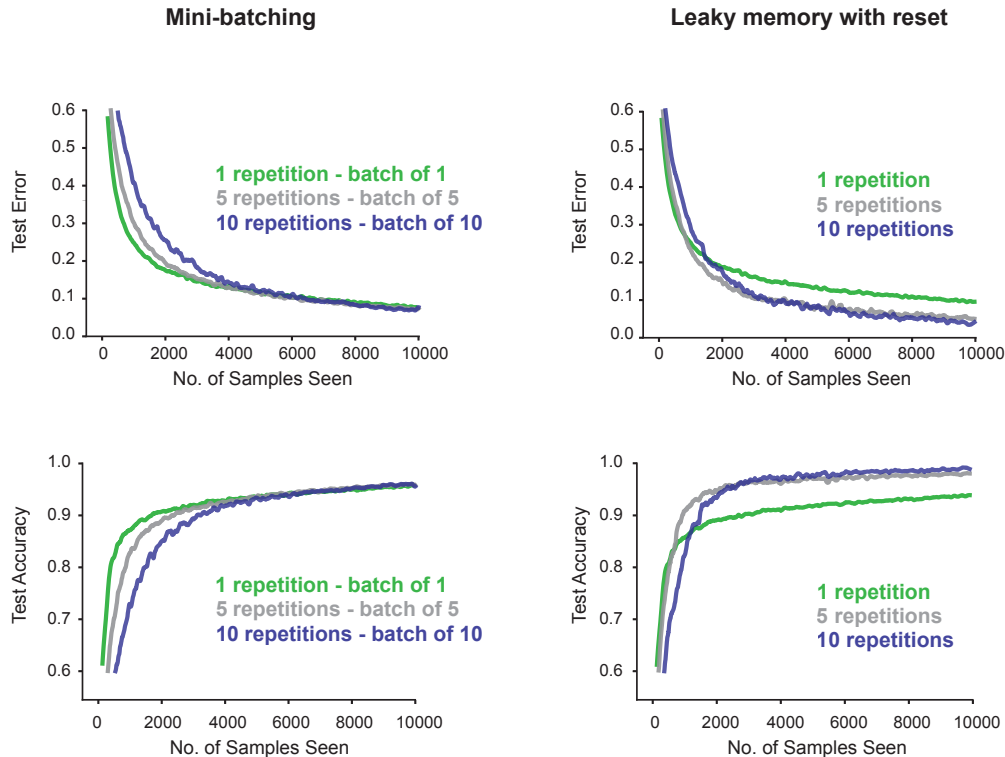 Mini-batching
Leaky memory with reset
Test Error
0.6
0.5
0.4
0.3
0.2
0.1
0.0
1 repetition - batch of 1
5 repetitions - batch of 5
10 repetitions - batch of 10
0 2000 4000 6000 8000 10000
No. of Samples Seen
Test Error
0.6
0.5
0.4
0.3
0.2
0.1
0.0
1 repetition
5 repetitions
10 repetitions
0 2000 4000 6000 8000 10000
No. of Samples Seen
Test Accuracy
1.0
0.9
0.8
0.7
0.6
1 repetition - batch of 1
5 repetitions - batch of 5
10 repetitions - batch of 10
0 2000 4000 6000 8000 10000
No. of Samples Seen
Test Accuracy
1.0
0.9
0.8
0.7
0.6
1 repetition
5 repetitions
10 repetitions
0 2000 4000 6000 8000 10000
No. of Samples Seen